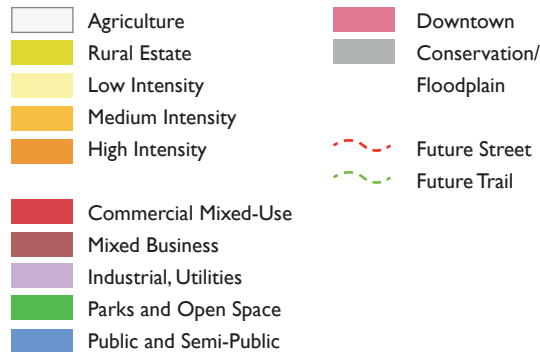 Agriculture
Rural Estate
Low Intensity
Medium Intensity
High Intensity
Commercial Mixed-Use
Mixed Business
Industrial, Utilities
Parks and Open Space
Public and Semi-Public
Downtown
Conservation/
Floodplain
Future Street
Future Trail